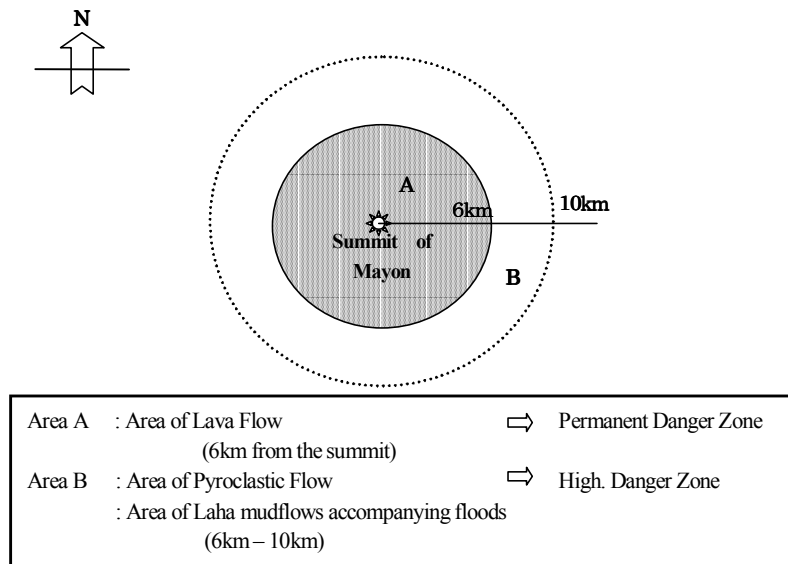 N
A
6km
10km
Summit of
Mayon
B
Area A : Area of Lava Flow Permanent Danger Zone
(6km from the summit)
Area B : Area of Pyroclastic Flow High. Danger Zone
: Area of Laha mudflows accompanying floods
(6km – 10km)